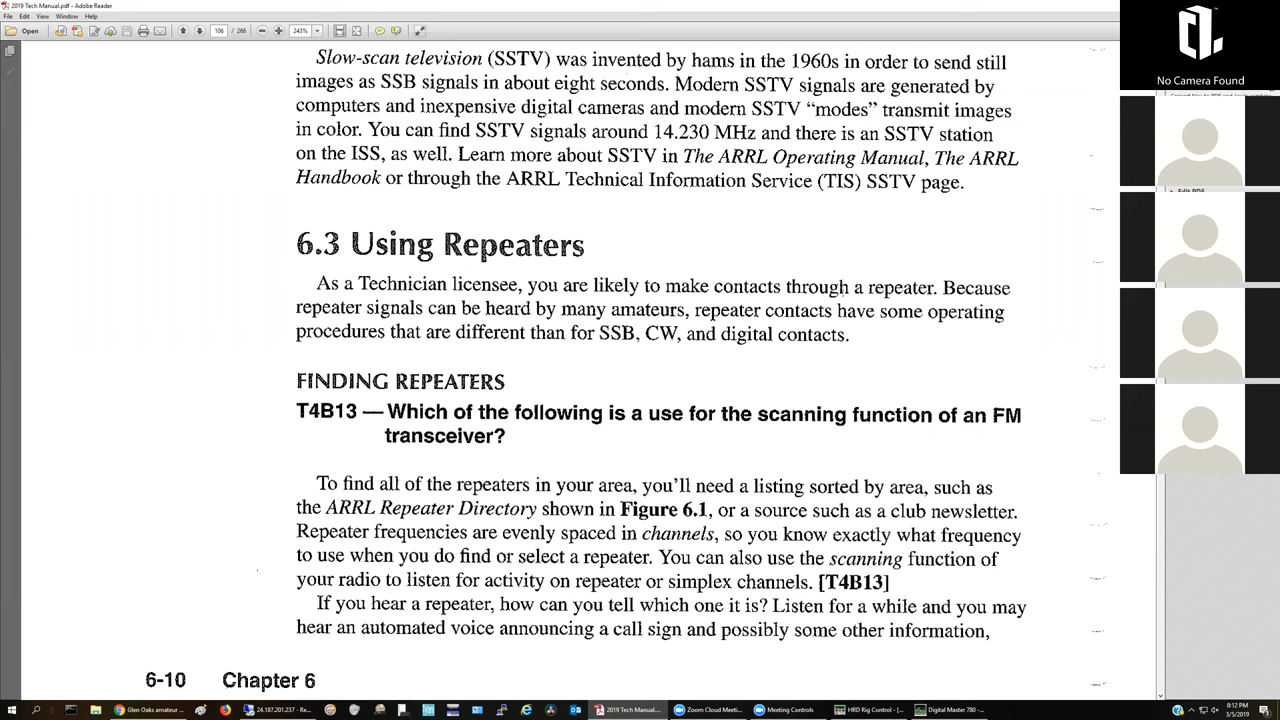 2019 Tech Manual.pdf - Adobe Reader
File Edit View Window Help
Open 106 / 266 243%
Slow-scan television (SSTV) was invented by hams in the 1960s in order to send still
images as SSB signals in about eight seconds. Modern SSTV signals are generated by
computers and inexpensive digital cameras and modern SSTV “modes” transmit images
in color. You can find SSTV signals around 14.230 MHz and there is an SSTV station
on the ISS, as well. Learn more about SSTV in The ARRL Operating Manual, The ARRL
Handbook or through the ARRL Technical Information Service (TIS) SSTV page.
6.3 Using Repeaters
As a Technician licensee, you are likely to make contacts through a repeater. Because
repeater signals can be heard by many amateurs, repeater contacts have some operating
procedures that are different than for SSB, CW, and digital contacts.
FINDING REPEATERS
T4B13 — Which of the following is a use for the scanning function of an FM
transceiver?
To find all of the repeaters in your area, you’ll need a listing sorted by area, such as
the ARRL Repeater Directory shown in Figure 6.1, or a source such as a club newsletter.
Repeater frequencies are evenly spaced in channels, so you know exactly what frequency
to use when you do find or select a repeater. You can also use the scanning function of
your radio to listen for activity on repeater or simplex channels. [T4B13]
If you hear a repeater, how can you tell which one it is? Listen for a while and you may
hear an automated voice announcing a call sign and possibly some other information,
6-10 Chapter 6
No Camera Found
Edit PDF
Glen Oaks amateur ...
24.187.201.237 - Re...
2019 Tech Manual....
Zoom Cloud Meeti...
Meeting Controls
HRD Rig Control - ...
Digital Master 780 - ...
8:12 PM
3/5/2019